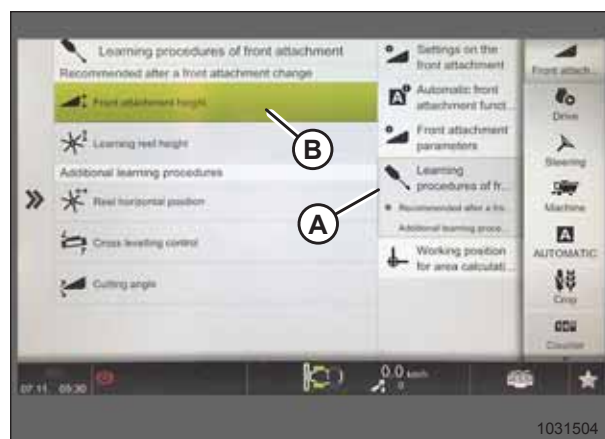 Learning procedures of front attachment
Recommended after a front attachment change
Front attachment height
Learning reel height
Additional learning procedures
Reel horizontal position
Cross levelling control
Cutting angle
B
A
Settings on the
front attachment
Automatic front
attachment funct...
Front attachment
parameters
Learning
procedures of fr...
Recommended after a fro...
Additional learning proce...
Working position
for area calculati...
Front attach...
Drive
Steering
Machine
A
AUTOMATIC
Crop
Counter
07.11 05:30
0.0 km/h
0
1031504